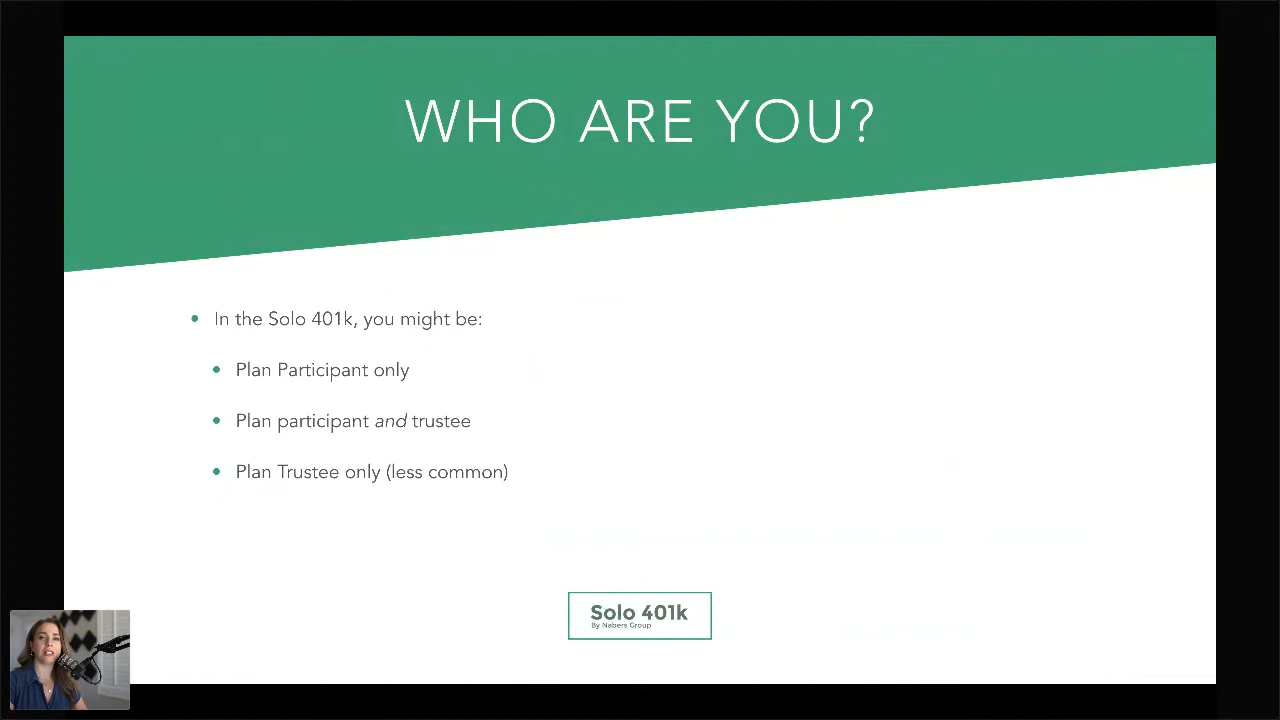 WHO ARE YOU?
In the Solo 401k, you might be:
Plan Participant only
Plan participant and trustee
Plan Trustee only (less common)
Solo 401k
By Nabers Group